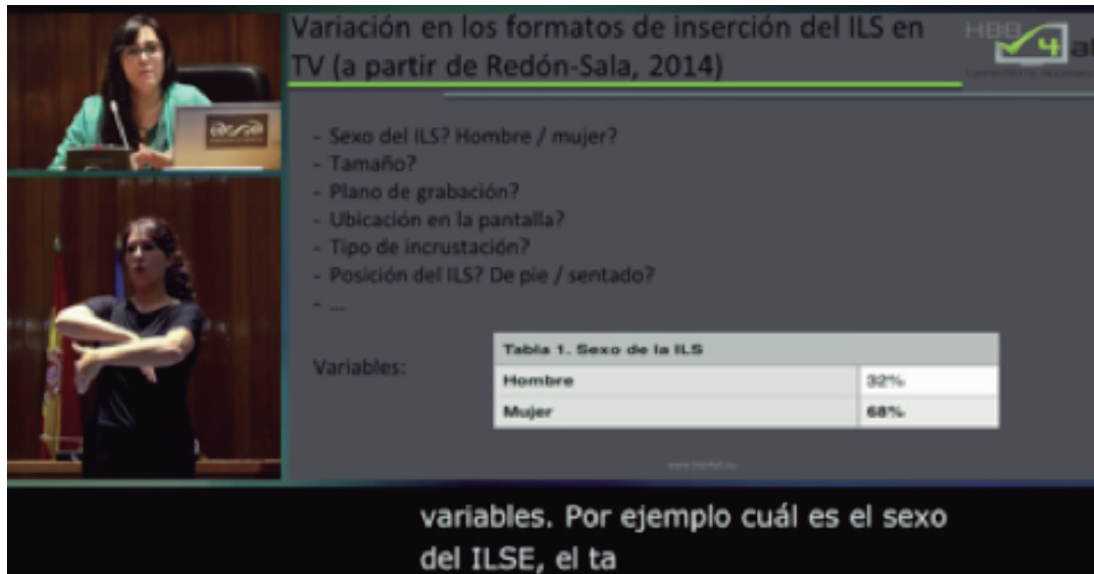 Variación en los formatos de inserción del ILS en
TV (a partir de Redón-Sala, 2014)
HBB
4 all
- Sexo del ILS? Hombre / mujer?
- Tamaño?
- Plano de grabación?
- Ubicación en la pantalla?
- Tipo de incrustación?
- Posición del ILS? De pie / sentado?
- ...
Variables:
Tabla 1. Sexo de la ILS
Hombre 32%
Mujer 68%
variables. Por ejemplo cuál es el sexo
del ILSE, el ta